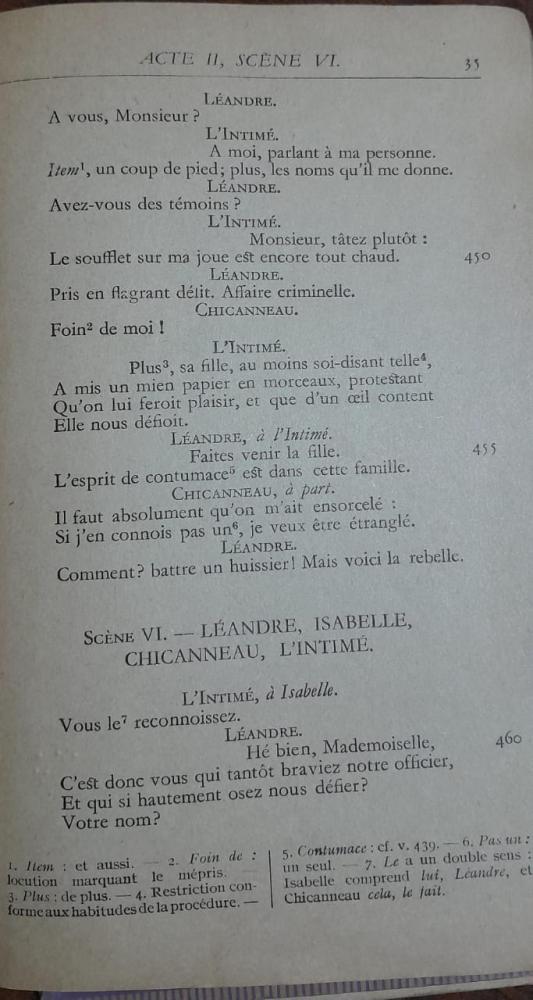 ACTE II, SCÈNE VI. 35
LÉANDRE.
A vous, Monsieur ?
L'INTIMÉ.
A moi, parlant à ma personne.
Item¹, un coup de pied; plus, les noms qu'il me donne.
LÉANDRE.
Avez-vous des témoins ?
L'INTIMÉ.
Monsieur, tâtez plutôt :
Le soufflet sur ma joue est encore tout chaud. 450
LÉANDRE.
Pris en flagrant délit. Affaire criminelle.
CHICANNEAU.
Foin² de moi !
L'INTIMÉ.
Plus³, sa fille, au moins soi-disant telle⁴,
A mis un mien papier en morceaux, protestant
Qu'on lui feroit plaisir, et que d'un œil content
Elle nous défioit.
LÉANDRE, à l'Intimé.
Faites venir la fille. 455
L'esprit de contumace⁵ est dans cette famille.
CHICANNEAU, à part.
Il faut absolument qu'on m'ait ensorcelé :
Si j'en connois pas un⁶, je veux être étranglé.
LÉANDRE.
Comment? battre un huissier! Mais voici la rebelle.
SCÈNE VI. — LÉANDRE, ISABELLE,
CHICANNEAU, L'INTIMÉ.
L'INTIMÉ, à Isabelle.
Vous le⁷ reconnoissez.
LÉANDRE.
Hé bien, Mademoiselle, 460
C'est donc vous qui tantôt braviez notre officier,
Et qui si hautement osez nous défier?
Votre nom?
1. Item : et aussi. — 2. Foin de :
locution marquant le mépris. —
3. Plus : de plus. — 4. Restriction con-
forme aux habitudes de la procédure. —
5. Contumace : cf. v. 439. — 6. Pas un :
un seul. — 7. Le a un double sens :
Isabelle comprend lui, Léandre, et
Chicanneau cela, le fait.